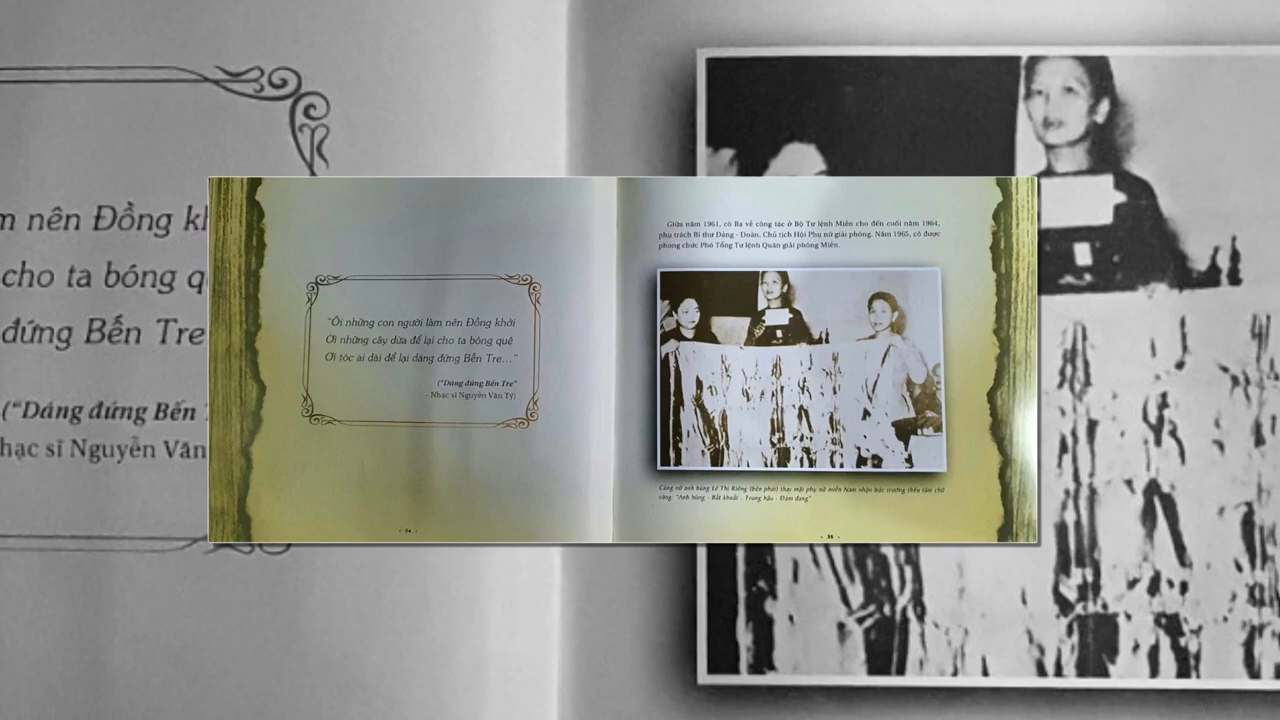 m nên Đồng kh
cho ta bóng q
đứng Bến Tre
("Dáng đứng Bến
hạc sĩ Nguyễn Văn
"Ôi những con người làm nên Đồng khởi
Ơi những cây dừa để lại cho ta bóng quê
Ơi tóc ai dài để lại dáng đứng Bến Tre..."
("Dáng đứng Bến Tre"
- Nhạc sĩ Nguyễn Văn Tý)
- 34 -
Giữa năm 1961, cô Ba về công tác ở Bộ Tư lệnh Miền cho đến cuối năm 1964,
phụ trách Bí thư Đảng - Đoàn, Chủ tịch Hội Phụ nữ giải phóng. Năm 1965, cô được
phong chức Phó Tổng Tư lệnh Quân giải phóng Miền.
Cùng nữ anh hùng Lê Thị Riêng (bên phải) thay mặt phụ nữ miền Nam nhận bức trướng thêu tám chữ
vàng: "Anh hùng - Bất khuất - Trung hậu - Đảm đang"
- 35 -